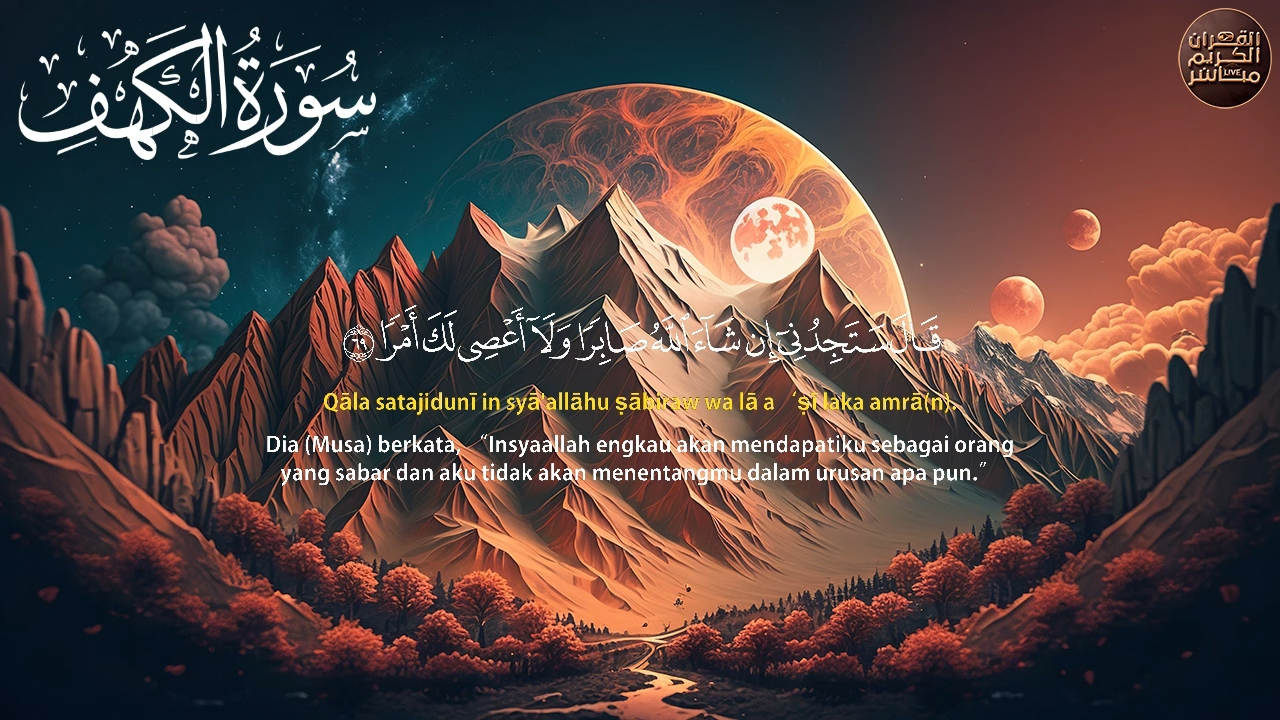 سُورَةُ الكَهْفِ
القرآن
الكريم
LIVE
مباشر
قَالَ سَتَجِدُنِىٓ إِن شَآءَ ٱللَّهُ صَابِرًا وَلَآ أَعْصِى لَكَ أَمْرًا ٦٩
Qāla satajidunī in syā'allāhu ṣābiraw wa lā a‘ṣī laka amrā(n).
Dia (Musa) berkata, “Insyaallah engkau akan mendapatiku sebagai orang
yang sabar dan aku tidak akan menentangmu dalam urusan apa pun.”